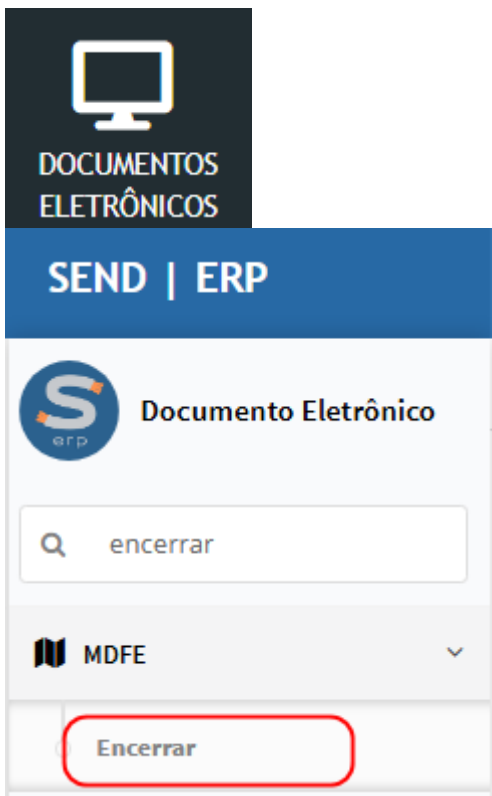 DOCUMENTOS
ELETRÔNICOS
SEND | ERP
S
erp
Documento Eletrônico
encerrar
MDFE
Encerrar